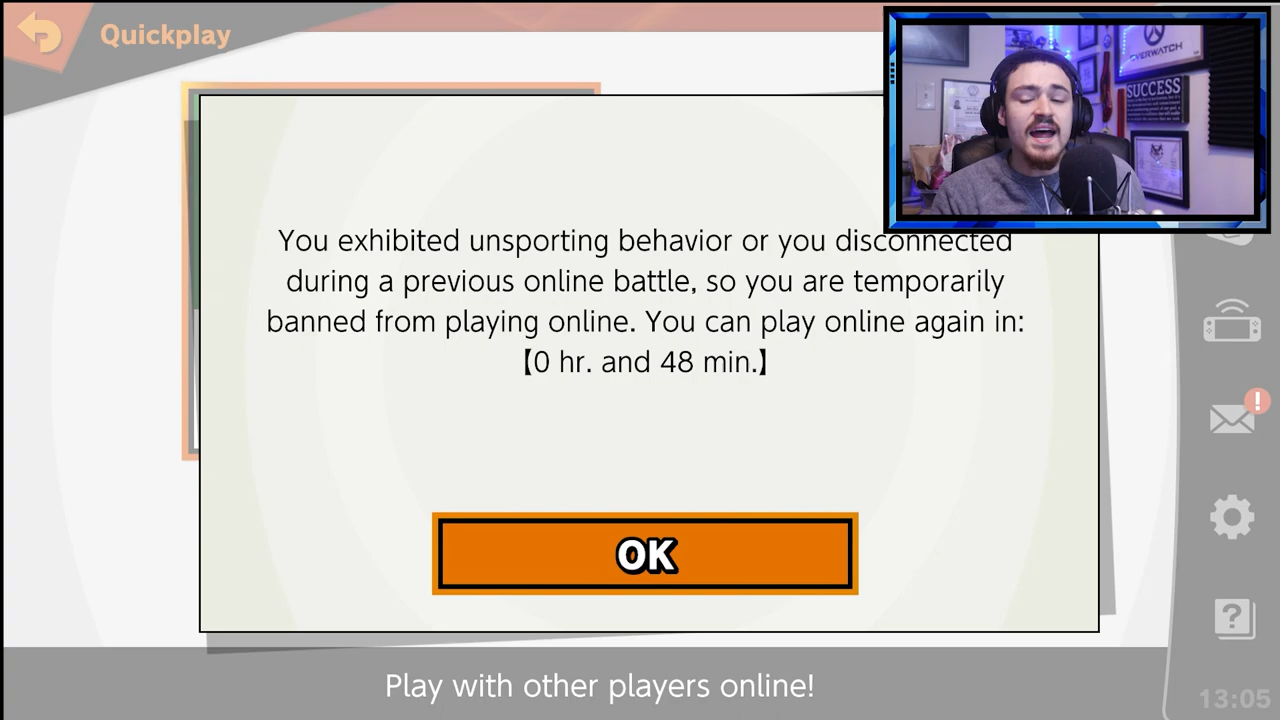 Quickplay
OVERWATCH
SUCCESS
You exhibited unsporting behavior or you disconnected
during a previous online battle, so you are temporarily
banned from playing online. You can play online again in:
【0 hr. and 48 min.】
OK
Play with other players online!
!
?
13:05